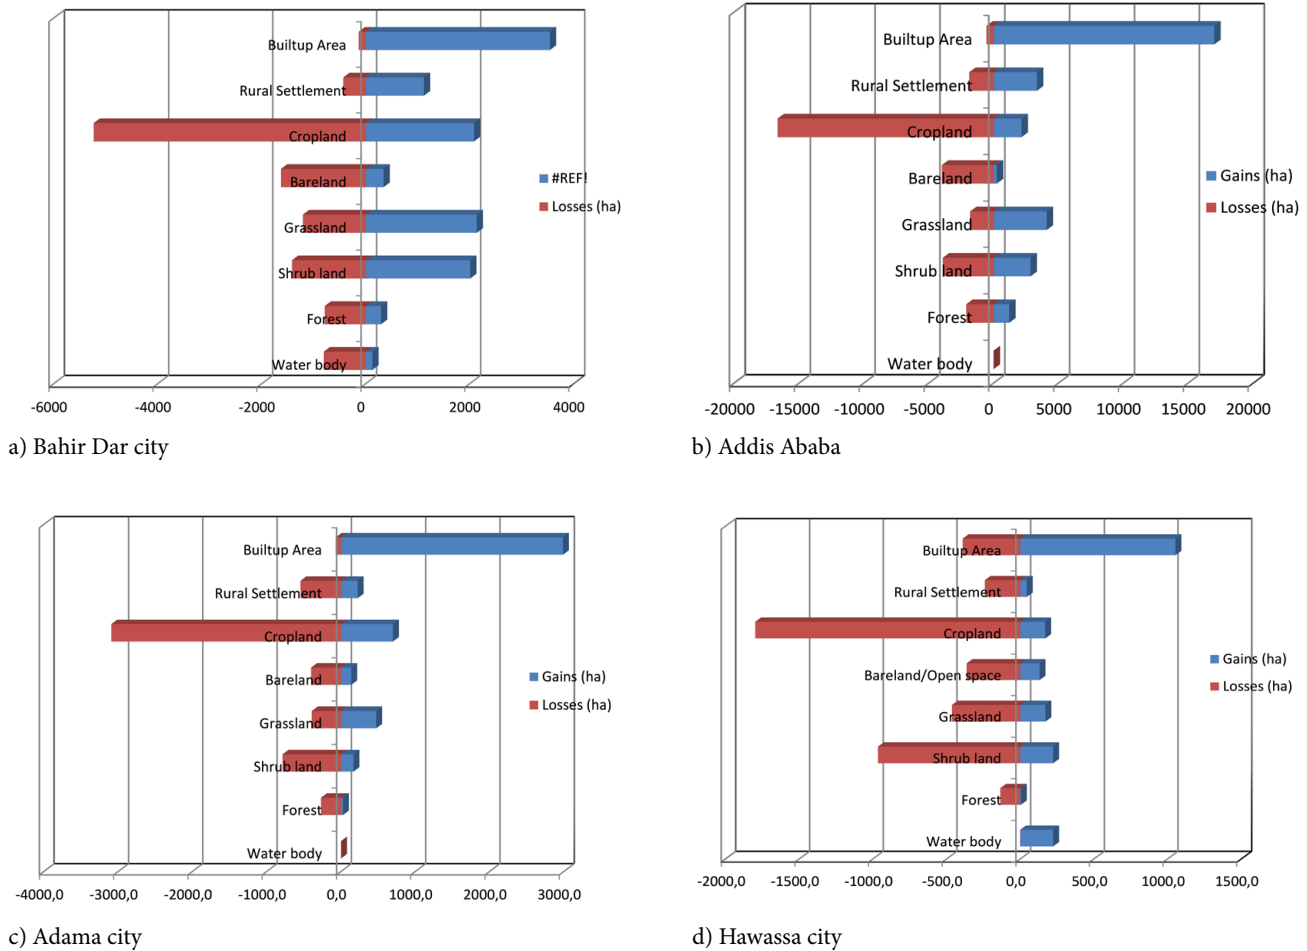 Builtup Area
Rural Settlement
Cropland
Bareland
Grassland
Shrub land
Forest
Water body
#REF!
Losses (ha)
-6000 -4000 -2000 0 2000 4000
a) Bahir Dar city
Builtup Area
Rural Settlement
Cropland
Bareland
Grassland
Shrub land
Forest
Water body
Gains (ha)
Losses (ha)
-20000 -15000 -10000 -5000 0 5000 10000 15000 20000
b) Addis Ababa
Builtup Area
Rural Settlement
Cropland
Bareland
Grassland
Shrub land
Forest
Water body
Gains (ha)
Losses (ha)
-4000,0 -3000,0 -2000,0 -1000,0 0,0 1000,0 2000,0 3000,0
c) Adama city
Builtup Area
Rural Settlement
Cropland
Bareland/Open space
Grassland
Shrub land
Forest
Water body
Gains (ha)
Losses (ha)
-2000,0 -1500,0 -1000,0 -500,0 0,0 500,0 1000,0 1500,0
d) Hawassa city